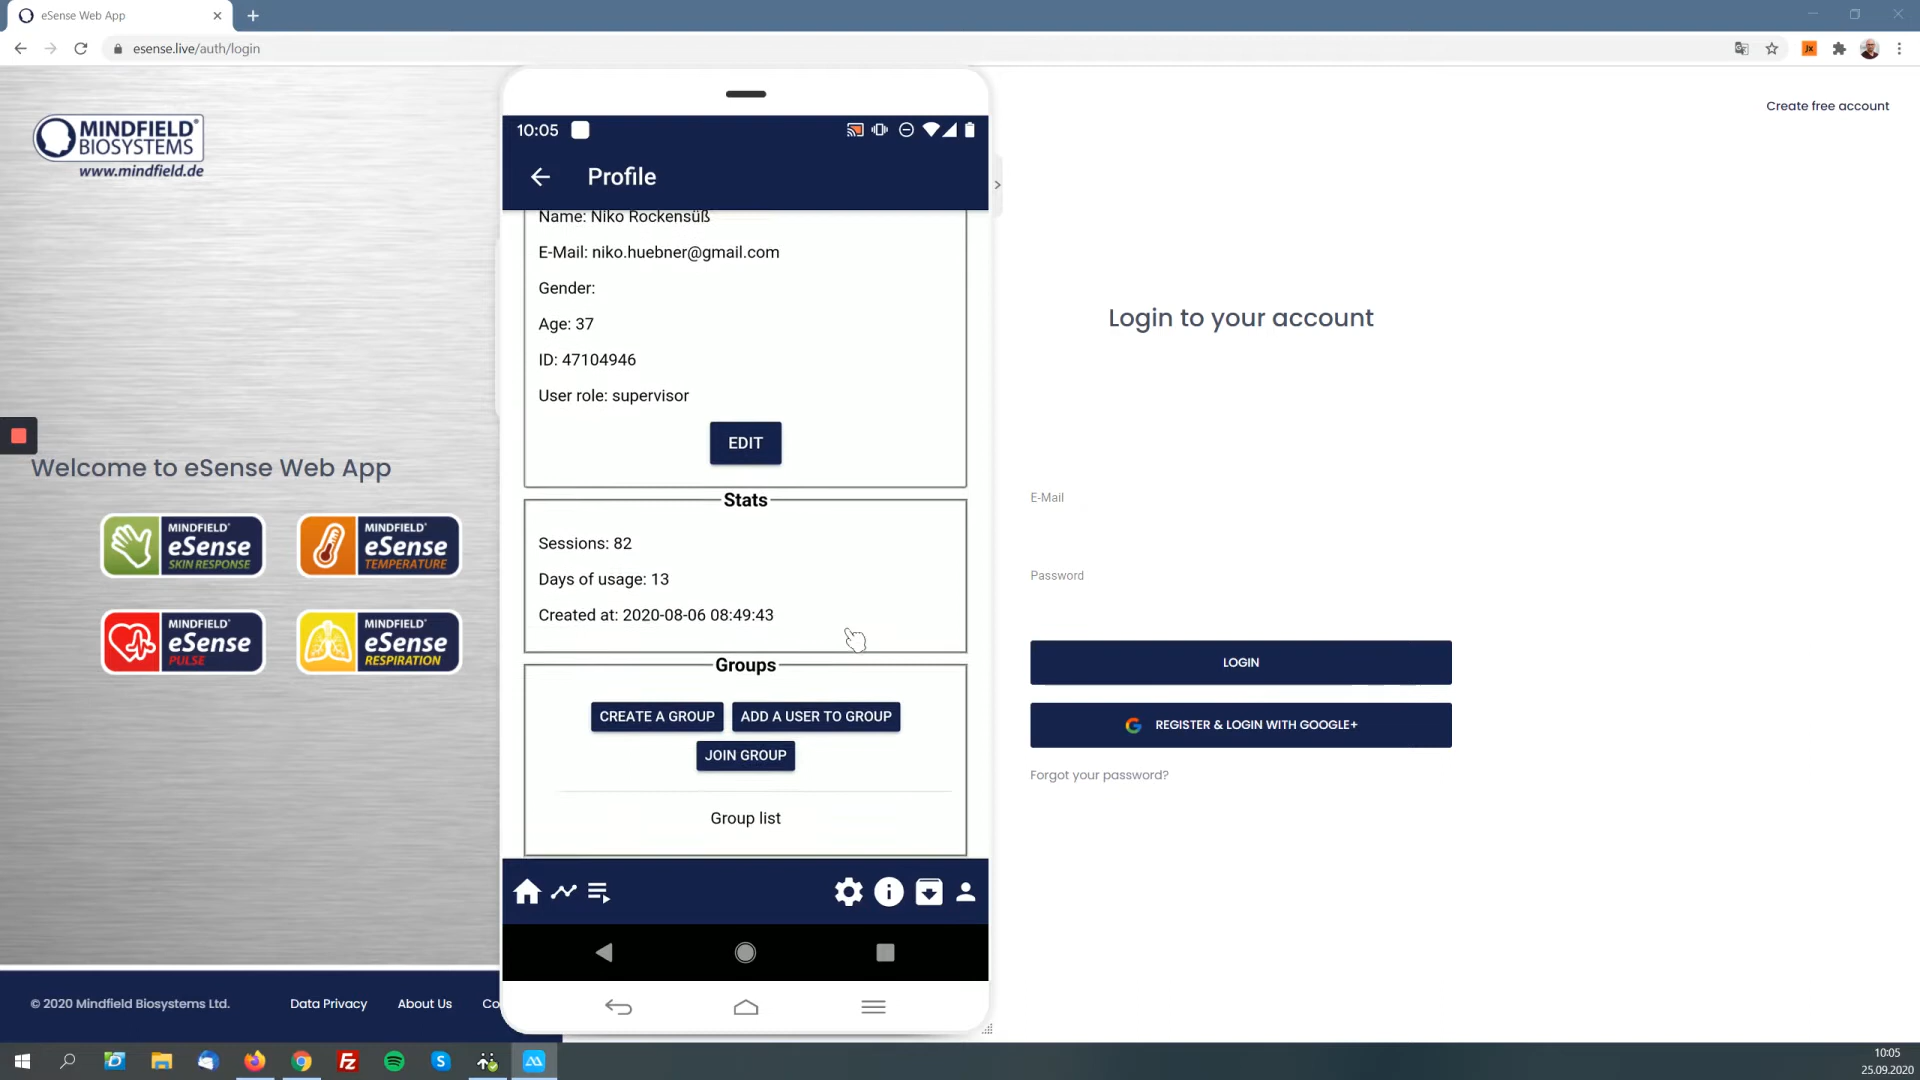 eSense Web App
esense.live/auth/login
Jx
Create free account
MINDFIELD®
BIOSYSTEMS
www.mindfield.de
Welcome to eSense Web App
MINDFIELD®
eSense
SKIN RESPONSE
MINDFIELD®
eSense
TEMPERATURE
MINDFIELD®
eSense
PULSE
MINDFIELD®
eSense
RESPIRATION
© 2020 Mindfield Biosystems Ltd.
Data Privacy
About Us
Co
10:05
Profile
Name: Niko Rockensüß
E-Mail: niko.huebner@gmail.com
Gender:
Age: 37
ID: 47104946
User role: supervisor
EDIT
Stats
Sessions: 82
Days of usage: 13
Created at: 2020-08-06 08:49:43
Groups
CREATE A GROUP
ADD A USER TO GROUP
JOIN GROUP
Group list
Login to your account
E-Mail
Password
LOGIN
REGISTER & LOGIN WITH GOOGLE+
Forgot your password?
10:05
25.09.2020